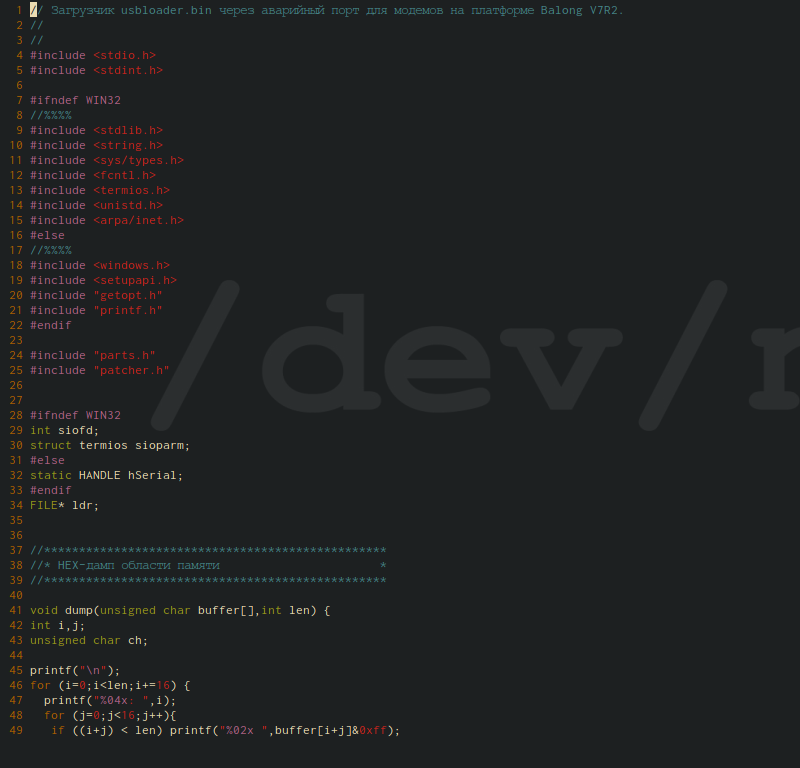 1 // Загрузчик usbloader.bin через аварийный порт для модемов на платформе Balong V7R2.
2 //
3 //
4 #include <stdio.h>
5 #include <stdint.h>
6
7 #ifndef WIN32
8 //%%%%
9 #include <stdlib.h>
10 #include <string.h>
11 #include <sys/types.h>
12 #include <fcntl.h>
13 #include <termios.h>
14 #include <unistd.h>
15 #include <arpa/inet.h>
16 #else
17 //%%%%
18 #include <windows.h>
19 #include <setupapi.h>
20 #include "getopt.h"
21 #include "printf.h"
22 #endif
23
24 #include "parts.h"
25 #include "patcher.h"
26
27
28 #ifndef WIN32
29 int siofd;
30 struct termios sioparm;
31 #else
32 static HANDLE hSerial;
33 #endif
34 FILE* ldr;
35
36
37 //*************************************************
38 //* HEX-дамп области памяти                       *
39 //*************************************************
40
41 void dump(unsigned char buffer[],int len) {
42 int i,j;
43 unsigned char ch;
44
45 printf("\n");
46 for (i=0;i<len;i+=16) {
47   printf("%04x: ",i);
48   for (j=0;j<16;j++){
49    if ((i+j) < len) printf("%02x ",buffer[i+j]&0xff);
/dev/